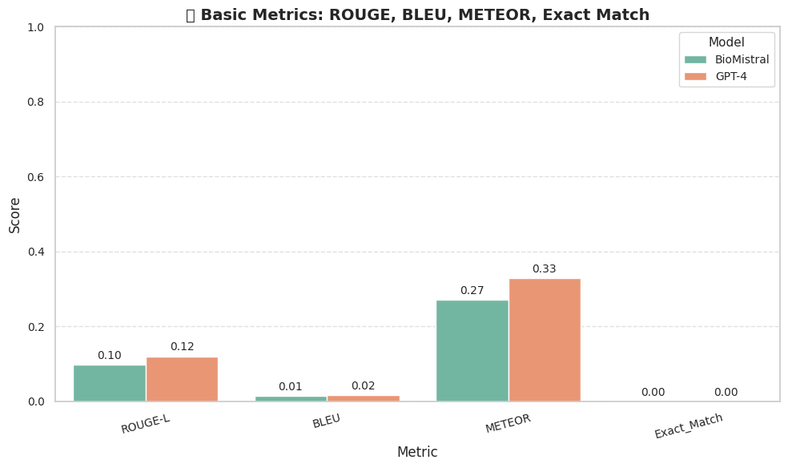 ▯ Basic Metrics: ROUGE, BLEU, METEOR, Exact Match
Model
BioMistral
GPT-4
1.0
0.8
0.6
0.4
0.2
0.0
Score
0.10
0.12
0.01
0.02
0.27
0.33
0.00
0.00
ROUGE-L
BLEU
METEOR
Exact_Match
Metric